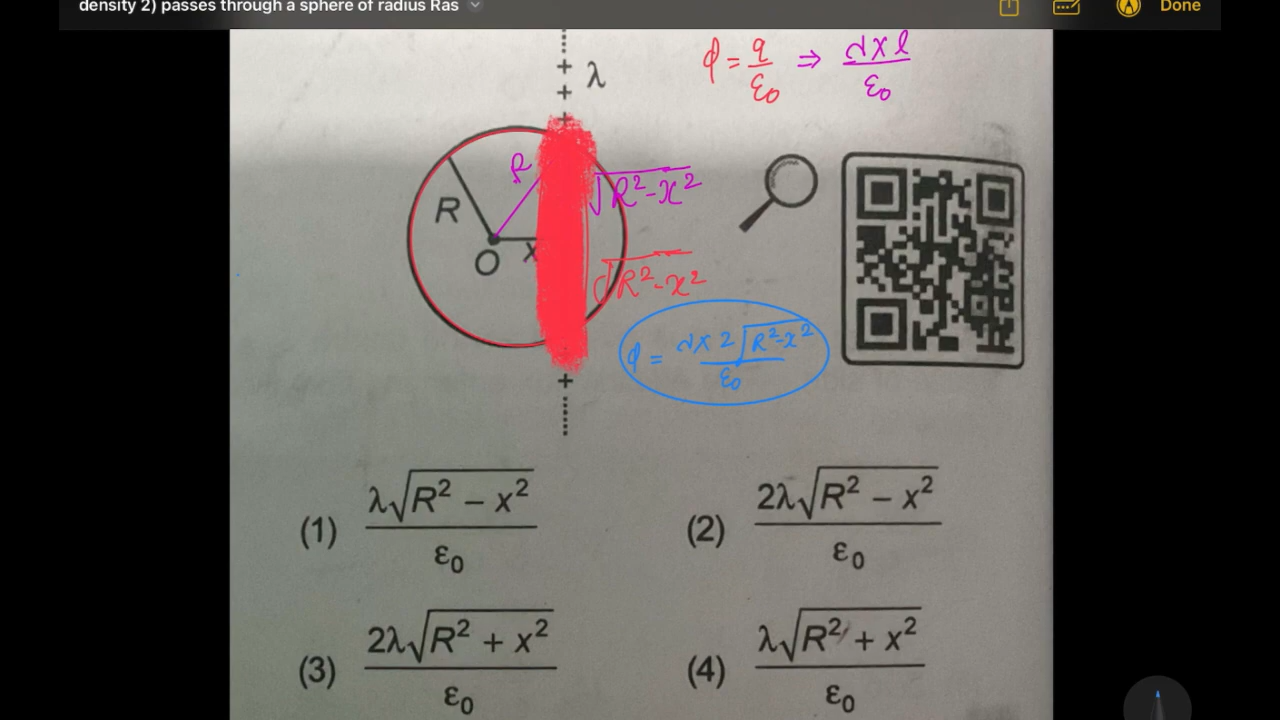 density 2) passes through a sphere of radius Ras
Done
+ λ
+
+
φ = q/ε₀ ⇒ λ×l/ε₀
R
R
O
x
√R²-x²
√R²-x²
φ = λ×2√R²-x²/ε₀
+
(1) λ√R² − x²/ε₀
(2) 2λ√R² − x²/ε₀
(3) 2λ√R² + x²/ε₀
(4) λ√R² + x²/ε₀